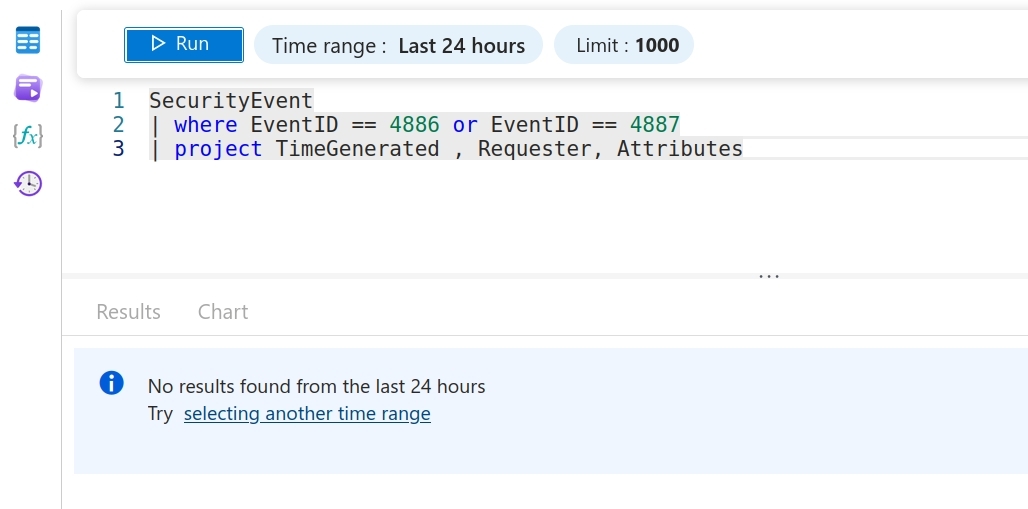 Run Time range : Last 24 hours Limit : 1000
1 SecurityEvent
2 | where EventID == 4886 or EventID == 4887
3 | project TimeGenerated , Requester, Attributes
...
Results Chart
No results found from the last 24 hours
Try selecting another time range
{fx}